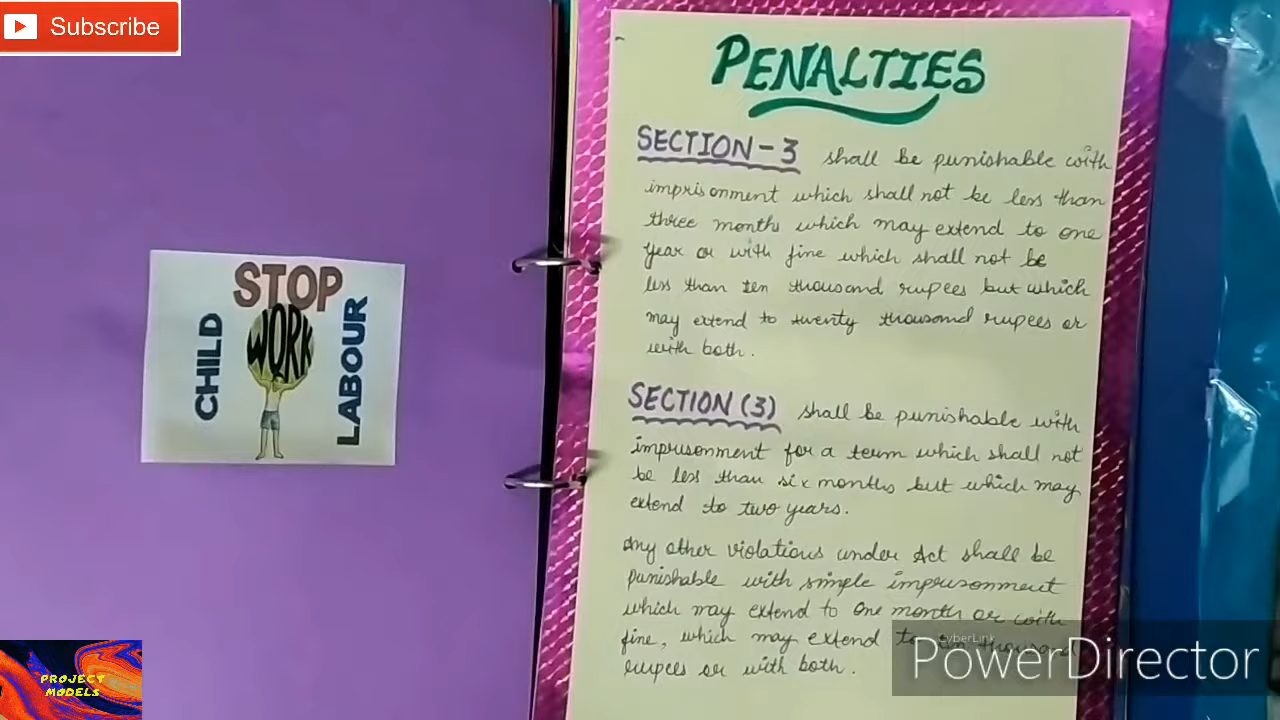 Subscribe
STOP
CHILD
WORK
LABOUR
PROJECT
MODELS
PENALTIES
SECTION-3 shall be punishable with
imprisonment which shall not be less than
three months which may extend to one
year or with fine which shall not be
less than ten thousand rupees but which
may extend to twenty thousand rupees or
with both.
SECTION (3) shall be punishable with
imprisonment for a term which shall not
be less than six months but which may
extend to two years.
Any other violations under Act shall be
punishable with simple imprisonment
which may extend to one month or with
fine, which may extend to ten thousand
rupees or with both.
CyberLink
PowerDirector